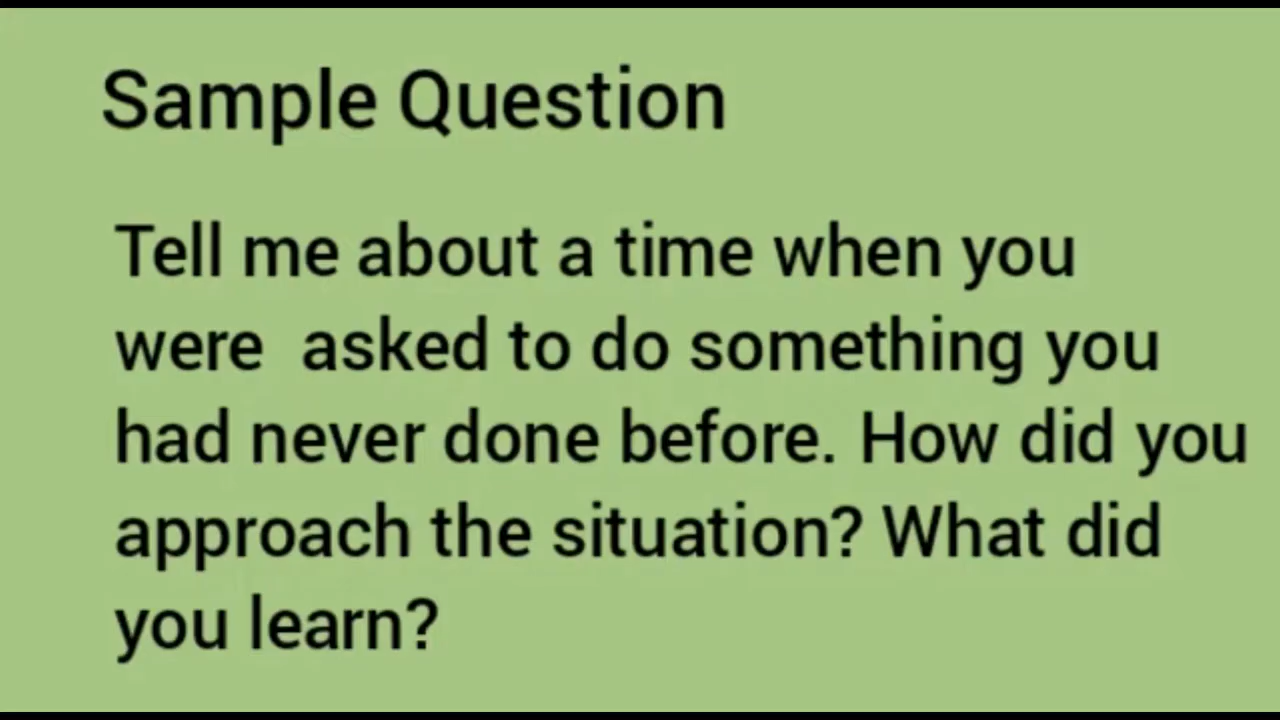 Sample Question
Tell me about a time when you
were  asked to do something you
had never done before. How did you
approach the situation? What did
you learn?